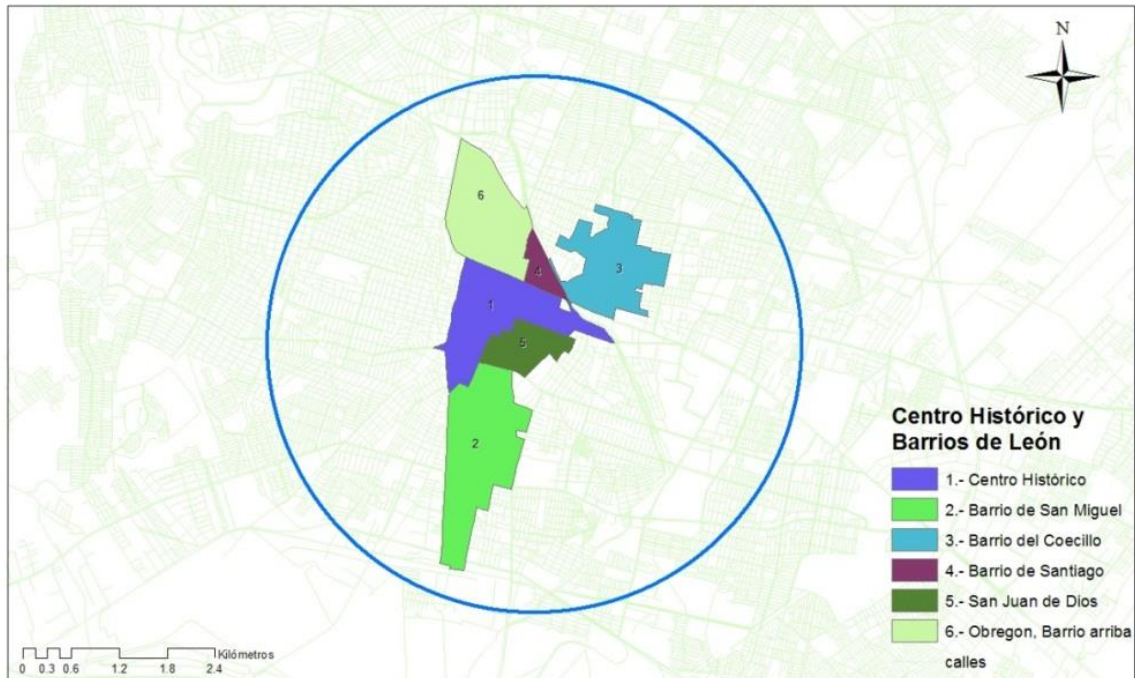 N
6
4
3
1
5
2
Centro Histórico y
Barrios de León
1.- Centro Histórico
2.- Barrio de San Miguel
3.- Barrio del Coecillo
4.- Barrio de Santiago
5.- San Juan de Dios
6.- Obregon, Barrio arriba
calles
Kilómetros
0 0.3 0.6 1.2 1.8 2.4